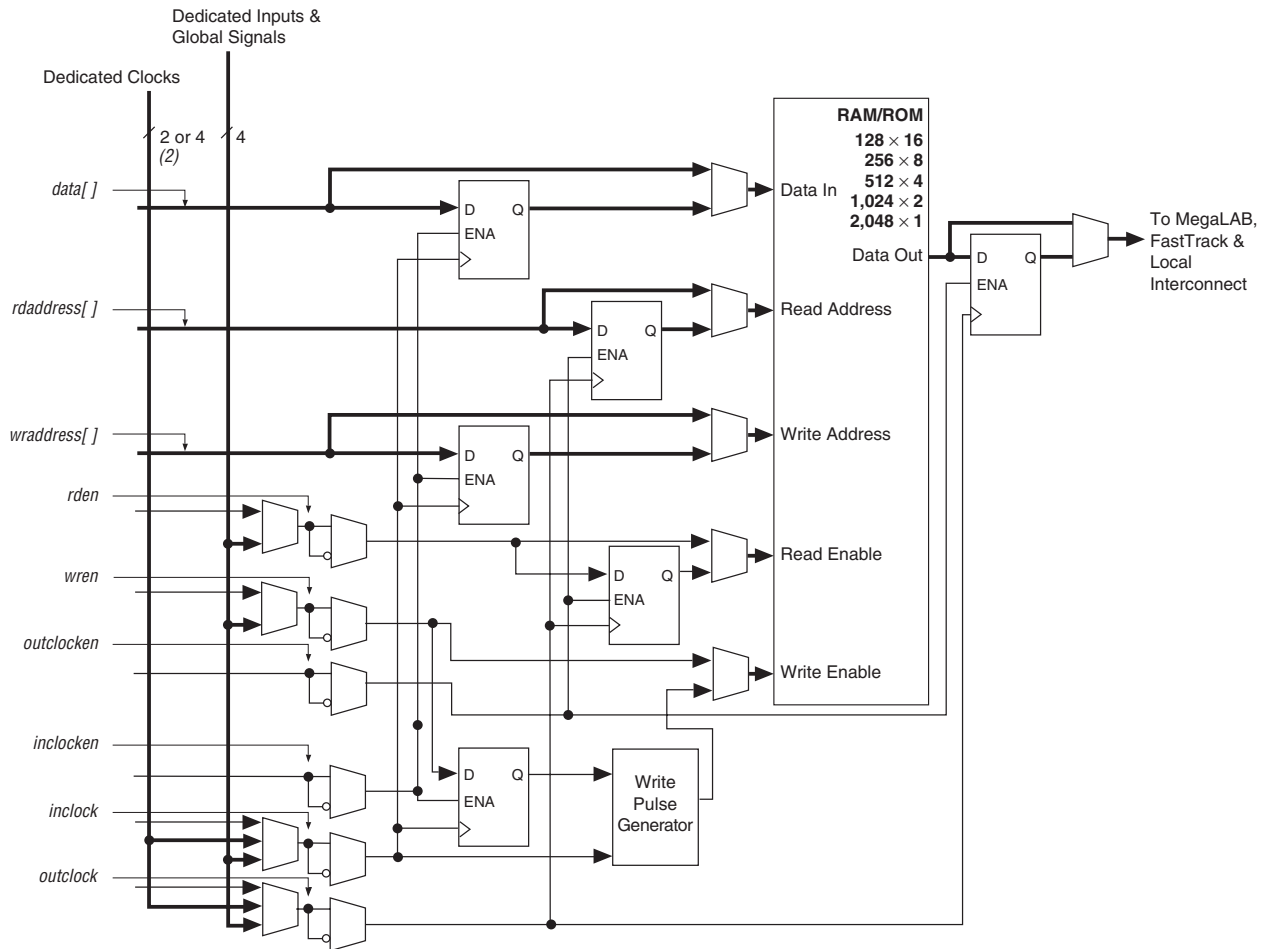 Dedicated Inputs &
Global Signals
Dedicated Clocks
2 or 4
(2)
4
data[ ]
rdaddress[ ]
wraddress[ ]
rden
wren
outclocken
inclocken
inclock
outclock
D Q
ENA
D Q
ENA
D Q
ENA
D Q
ENA
D Q
ENA
Write
Pulse
Generator
RAM/ROM
128 × 16
256 × 8
512 × 4
1,024 × 2
2,048 × 1
Data In
Data Out
Read Address
Write Address
Read Enable
Write Enable
D Q
ENA
To MegaLAB,
FastTrack &
Local
Interconnect